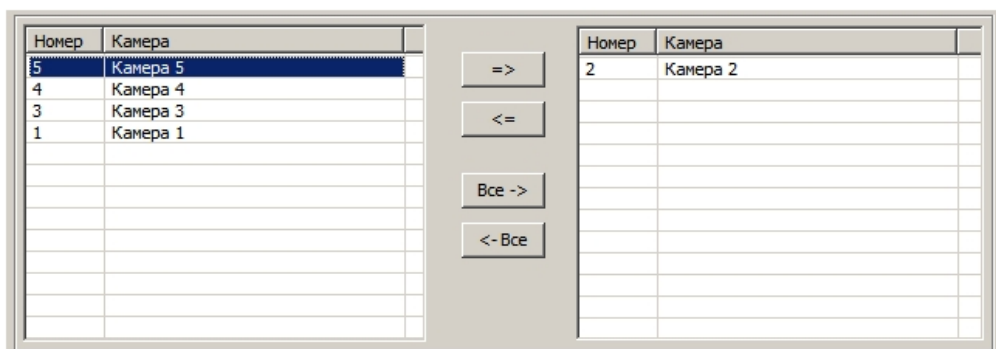 Номер Камера
5 Камера 5
4 Камера 4
3 Камера 3
1 Камера 1
=>
<=
Все ->
<- Все
Номер Камера
2 Камера 2